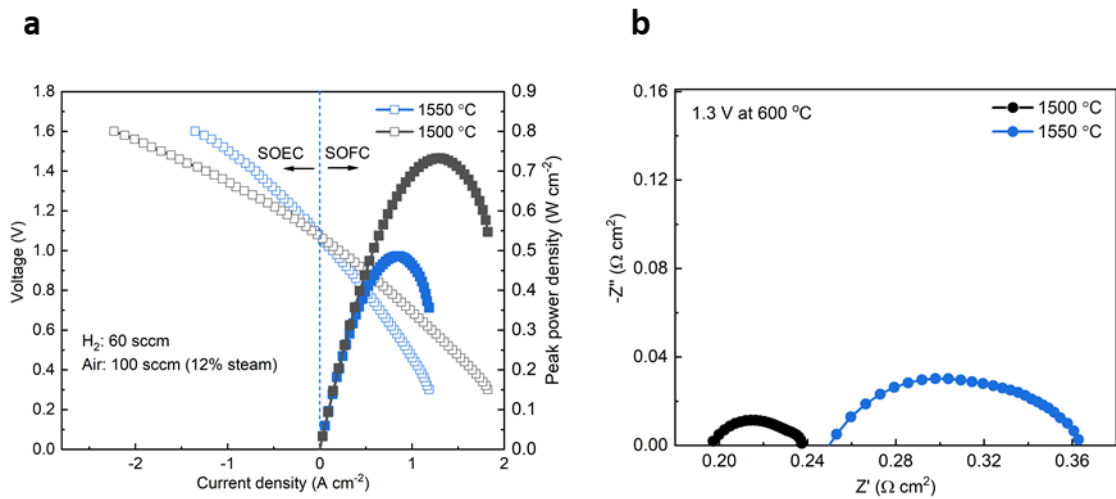 a
1.8
1.6
1.4
1.2
1.0
0.8
0.6
0.4
0.2
0.0
Voltage (V)
0.9
0.8
0.7
0.6
0.5
0.4
0.3
0.2
0.1
0.0
Peak power density (W cm⁻²)
1550 °C
1500 °C
SOEC
SOFC
H₂: 60 sccm
Air: 100 sccm (12% steam)
-2
-1
0
1
2
Current density (A cm⁻²)
b
0.16
0.12
0.08
0.04
0.00
-Z" (Ω cm²)
1.3 V at 600 °C
1500 °C
1550 °C
0.20
0.24
0.28
0.32
0.36
Z' (Ω cm²)